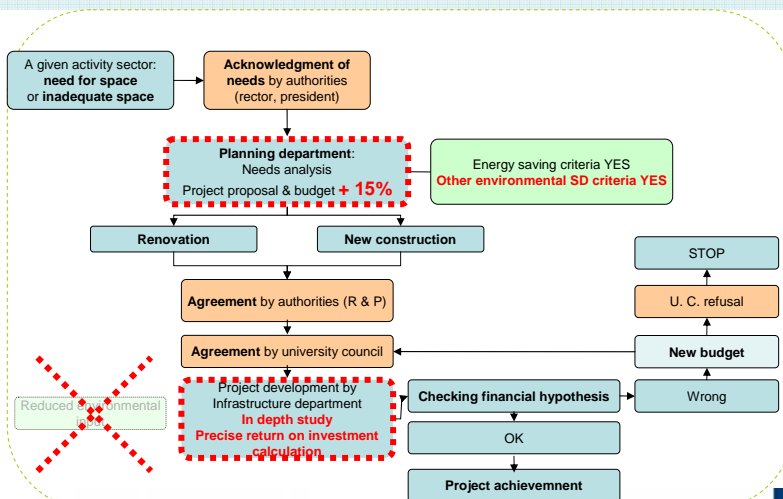 A given activity sector:
need for space
or inadequate space
Acknowledgment of
needs by authorities
(rector, president)
Planning department:
Needs analysis
Project proposal & budget + 15%
Energy saving criteria YES
Other environmental SD criteria YES
Renovation
New construction
STOP
Agreement by authorities (R & P)
U. C. refusal
Agreement by university council
New budget
Reduced environmental
Project development by
Infrastructure department
In depth study
Precise return on investment
calculation
Checking financial hypothesis
Wrong
OK
Project achievemnent